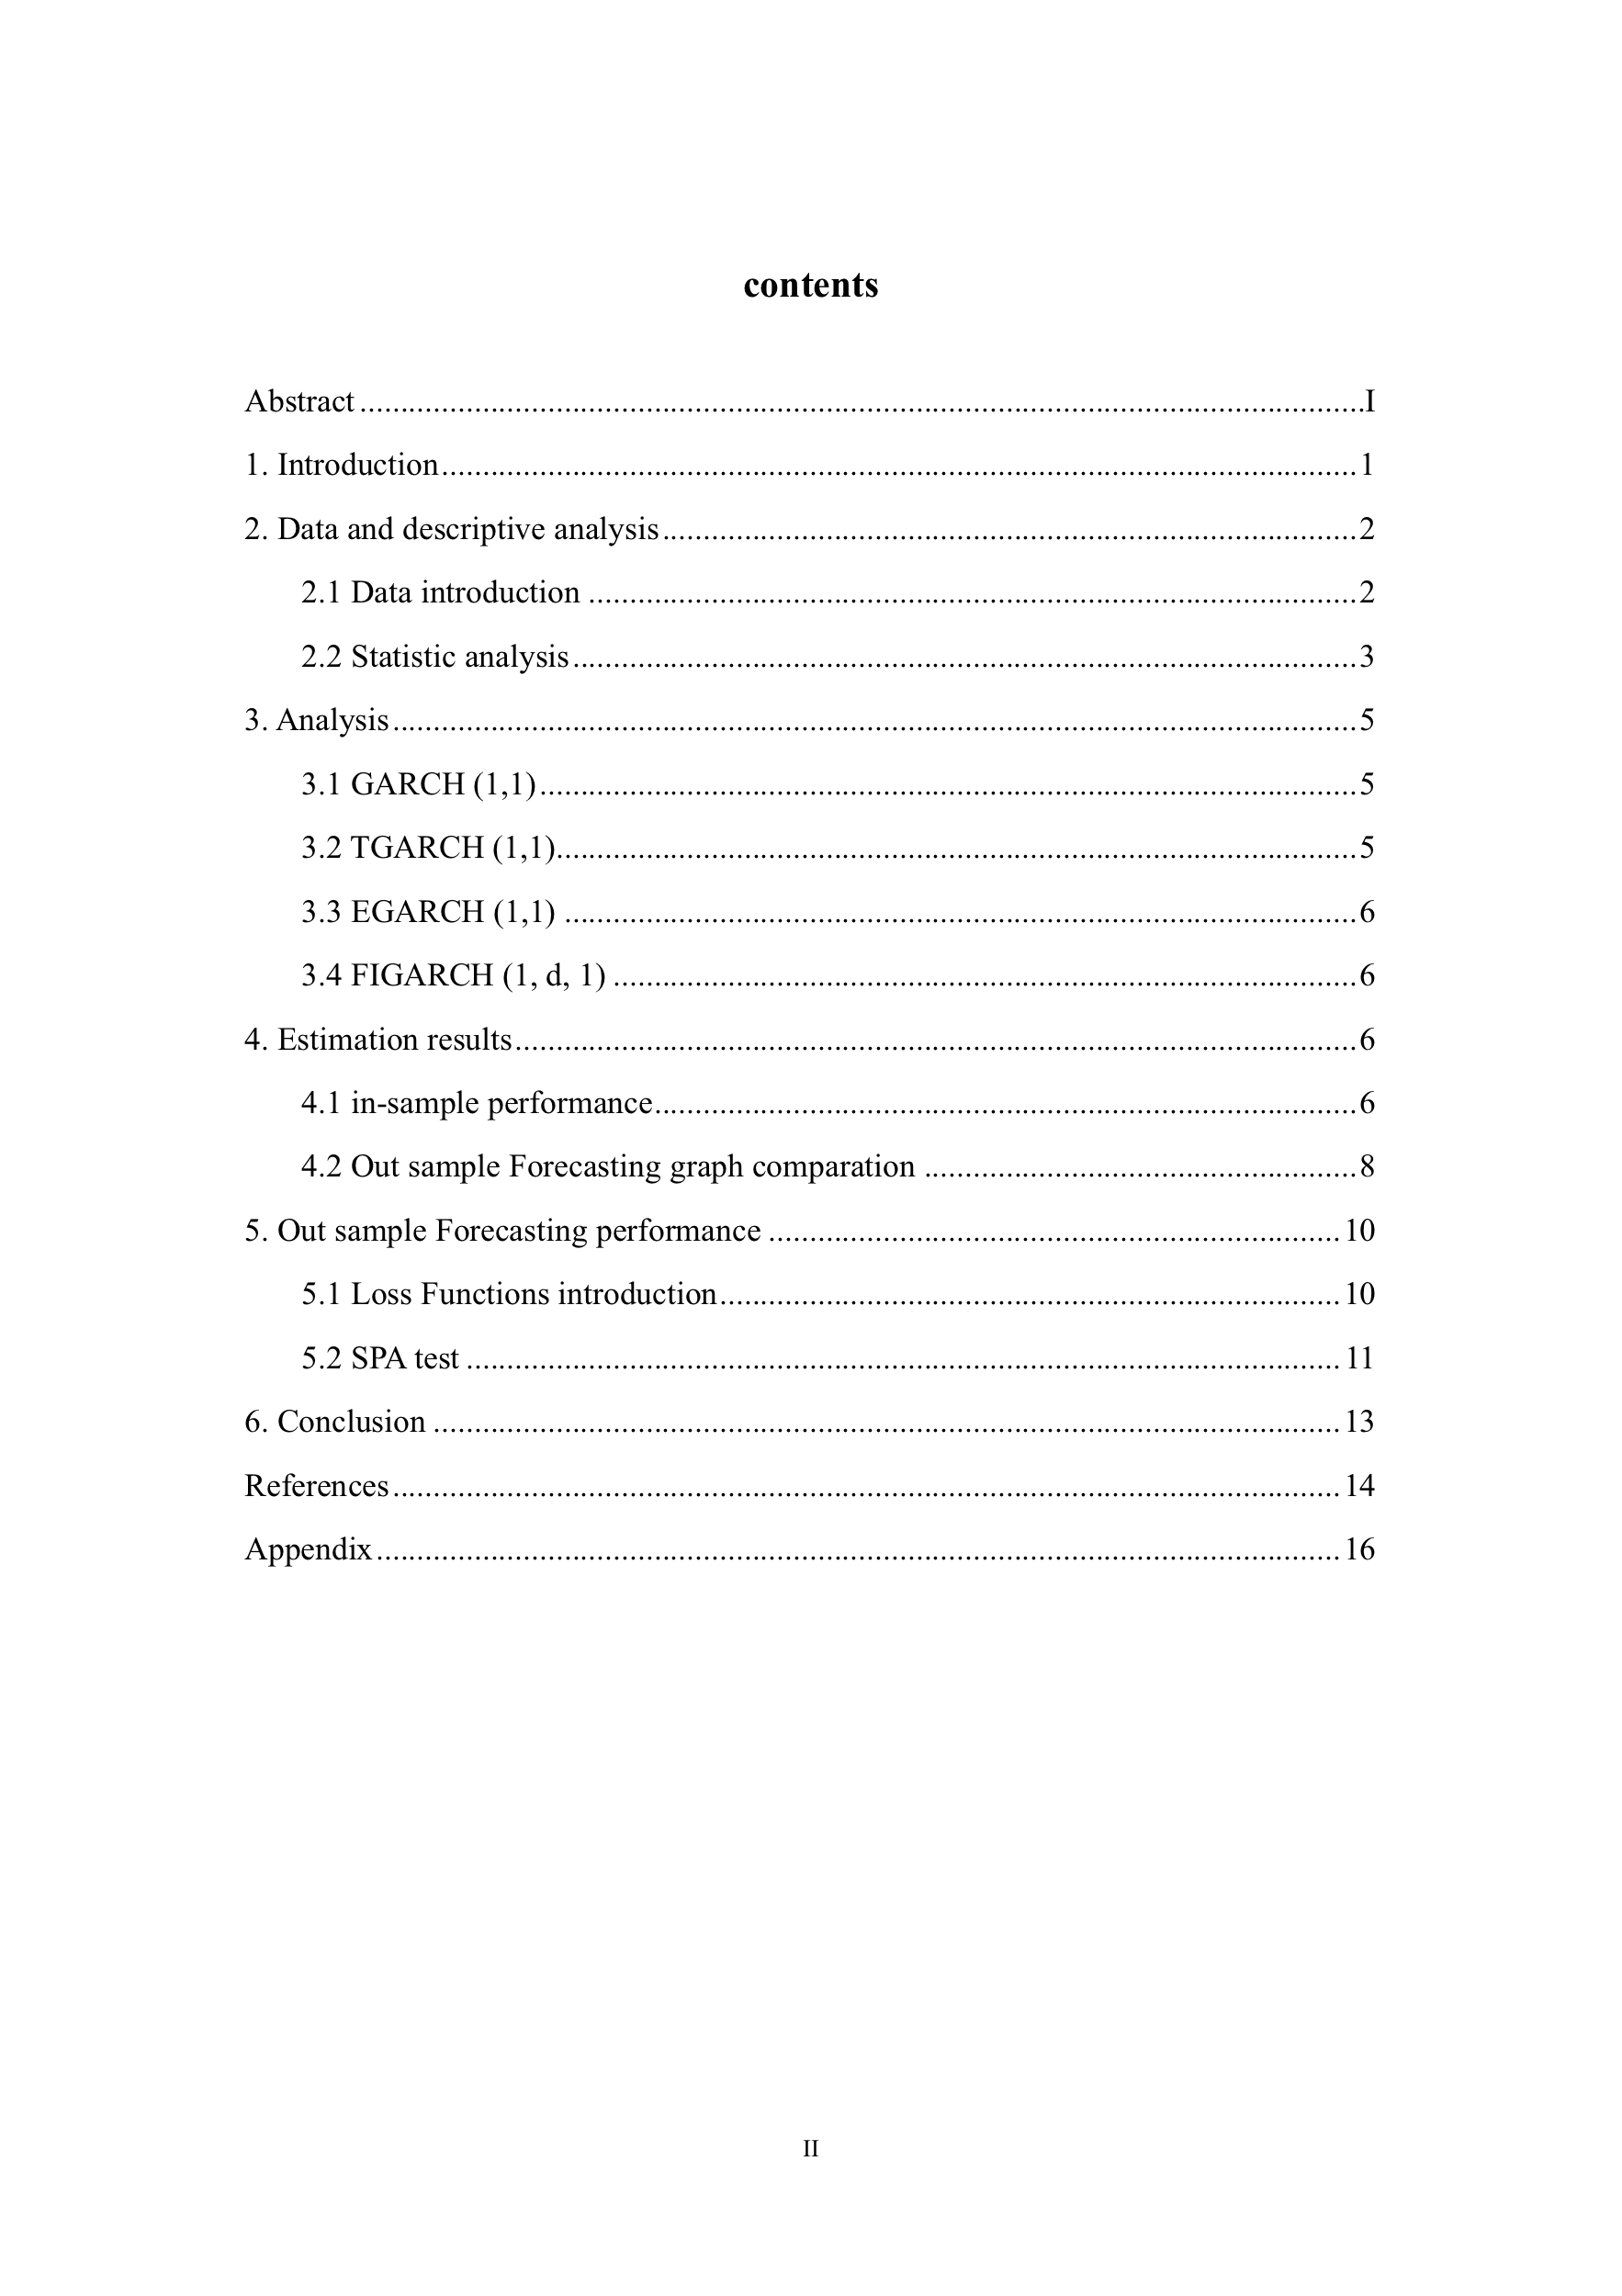 contents
Abstract ........................................................................................................................I
1. Introduction..............................................................................................................1
2. Data and descriptive analysis....................................................................................2
2.1 Data introduction ..............................................................................................2
2.2 Statistic analysis................................................................................................3
3. Analysis....................................................................................................................5
3.1 GARCH (1,1)....................................................................................................5
3.2 TGARCH (1,1)..................................................................................................5
3.3 EGARCH (1,1) .................................................................................................6
3.4 FIGARCH (1, d, 1) ...........................................................................................6
4. Estimation results......................................................................................................6
4.1 in-sample performance......................................................................................6
4.2 Out sample Forecasting graph comparation .....................................................8
5. Out sample Forecasting performance .....................................................................10
5.1 Loss Functions introduction............................................................................10
5.2 SPA test ...........................................................................................................11
6. Conclusion ..............................................................................................................13
References...................................................................................................................14
Appendix.....................................................................................................................16
II